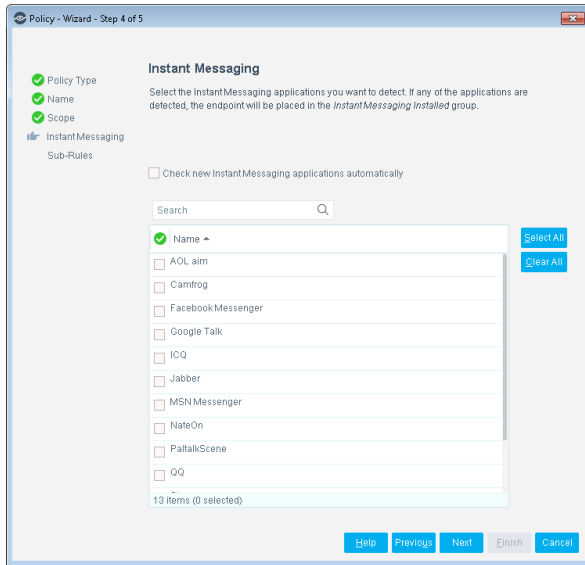 Policy - Wizard - Step 4 of 5
Policy Type
Name
Scope
Instant Messaging
Sub-Rules
Instant Messaging
Select the Instant Messaging applications you want to detect. If any of the applications are
detected, the endpoint will be placed in the Instant Messaging Installed group.
Check new Instant Messaging applications automatically
Search
Name
Select All
Clear All
AOL aim
Camfrog
Facebook Messenger
Google Talk
ICQ
Jabber
MSN Messenger
NateOn
PaltalkScene
QQ
13 items (0 selected)
Help
Previous
Next
Finish
Cancel